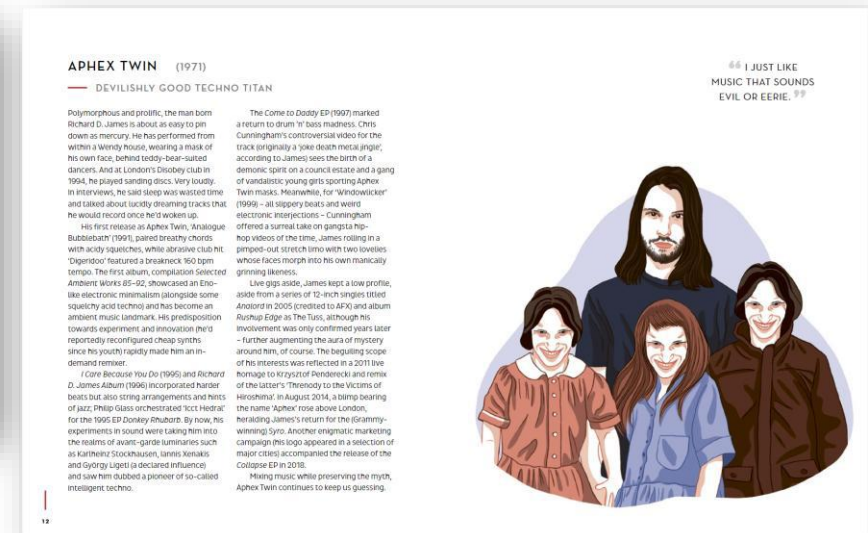 APHEX TWIN (1971)
DEVILISHLY GOOD TECHNO TITAN
Polymorphous and prolific, the man born
Richard D. James is about as easy to pin
down as mercury. He has performed from
within a Wendy house, wearing a mask of
his own face, behind teddy-bear-suited
dancers. And at London's Disobey club in
1994, he played sanding discs. Very loudly.
In interviews, he said sleep was wasted time
and talked about lucidly dreaming tracks that
he would record once he'd woken up.
His first release as Aphex Twin, 'Analogue
Bubblebath' (1991), paired breathy chords
with acidy squelches, while abrasive club hit
'Digeridoo' featured a breakneck 160 bpm
tempo. The first album, compilation Selected
Ambient Works 85–92, showcased an Eno-
like electronic minimalism (alongside some
squelchy acid techno) and has become an
ambient music landmark. His predisposition
towards experiment and innovation (he'd
reportedly reconfigured cheap synths
since his youth) rapidly made him an in-
demand remixer.
I Care Because You Do (1995) and Richard
D. James Album (1996) incorporated harder
beats but also string arrangements and hints
of jazz; Philip Glass orchestrated 'Icct Hedral'
for the 1995 EP Donkey Rhubarb. By now, his
experiments in sound were taking him into
the realms of avant-garde luminaries such
as Karlheinz Stockhausen, Iannis Xenakis
and György Ligeti (a declared influence)
and saw him dubbed a pioneer of so-called
intelligent techno.
The Come to Daddy EP (1997) marked
a return to drum 'n' bass madness. Chris
Cunningham's controversial video for the
track (originally a 'joke death metal jingle',
according to James) sees the birth of a
demonic spirit on a council estate and a gang
of vandalistic young girls sporting Aphex
Twin masks. Meanwhile, for 'Windowlicker'
(1999) – all slippery beats and weird
electronic interjections – Cunningham
offered a surreal take on gangsta hip-
hop videos of the time, James rolling in a
pimped-out stretch limo with two lovelies
whose faces morph into his own manically
grinning likeness.
Live gigs aside, James kept a low profile,
aside from a series of 12-inch singles titled
Analord in 2005 (credited to AFX) and album
Rushup Edge as The Tuss, although his
involvement was only confirmed years later
– further augmenting the aura of mystery
around him, of course. The beguiling scope
of his interests was reflected in a 2011 live
homage to Krzysztof Penderecki and remix
of the latter's 'Threnody to the Victims of
Hiroshima'. In August 2014, a blimp bearing
the name 'Aphex' rose above London,
heralding James's return for the (Grammy-
winning) Syro. Another enigmatic marketing
campaign (his logo appeared in a selection of
major cities) accompanied the release of the
Collapse EP in 2018.
Mixing music while preserving the myth,
Aphex Twin continues to keep us guessing.
“ I JUST LIKE
MUSIC THAT SOUNDS
EVIL OR EERIE. ”
12